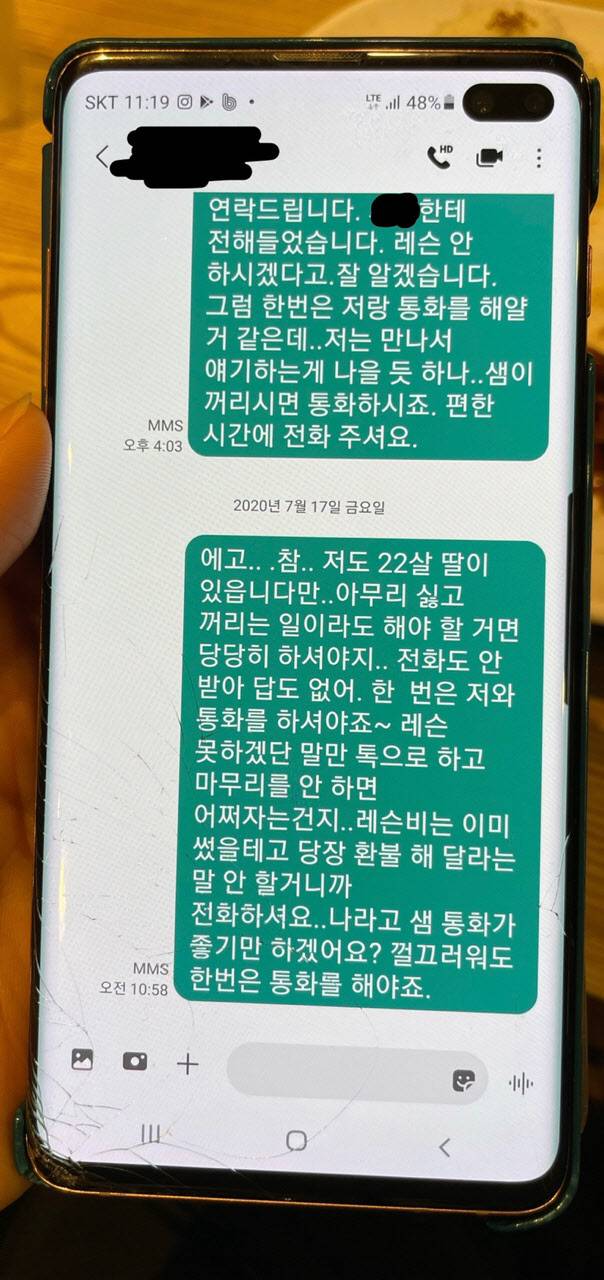 SKT 11:19
LTE 48%
HD
연락드립니다. 한테
전해들었습니다. 레슨 안
하시겠다고.잘 알겠습니다.
그럼 한번은 저랑 통화를 해얄
거 같은데..저는 만나서
얘기하는게 나을 듯 하나..샘이
꺼리시면 통화하시죠. 편한
시간에 전화 주셔요.
MMS
오후 4:03
2020년 7월 17일 금요일
에고.. .참.. 저도 22살 딸이
있읍니다만..아무리 싫고
꺼리는 일이라도 해야 할 거면
당당히 하셔야지.. 전화도 안
받아 답도 없어. 한 번은 저와
통화를 하셔야죠~ 레슨
못하겠단 말만 톡으로 하고
마무리를 안 하면
어쩌자는건지..레슨비는 이미
썼을테고 당장 환불 해 달라는
말 안 할거니까
전화하셔요..나라고 샘 통화가
좋기만 하겠어요? 껄끄러워도
한번은 통화를 해야죠.
MMS
오전 10:58